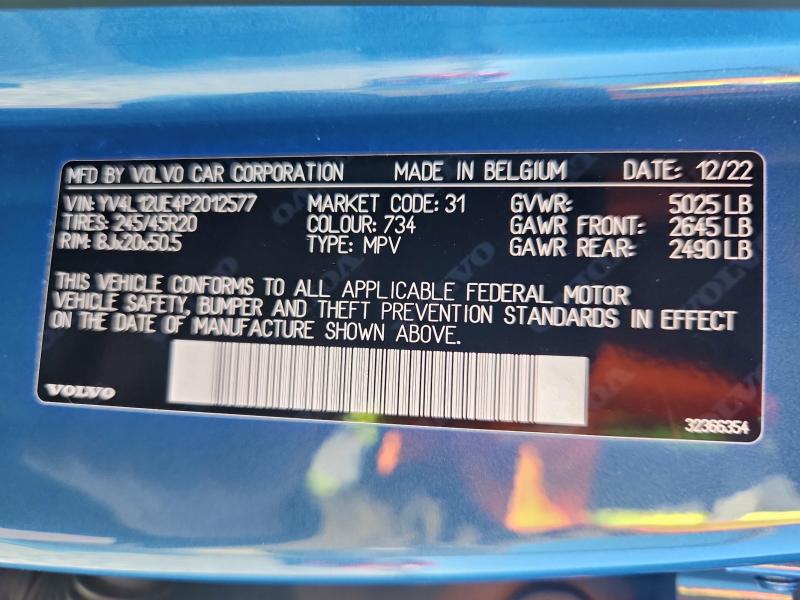 MFD BY VOLVO CAR CORPORATION MADE IN BELGIUM DATE: 12/22
VIN: YV4L12UE4P2012577 MARKET CODE: 31 GVWR: 5025 LB
TIRES: 245/45R20 COLOUR: 734 GAWR FRONT: 2645 LB
RIM: 8Jx20x50.5 TYPE: MPV GAWR REAR: 2490 LB
THIS VEHICLE CONFORMS TO ALL APPLICABLE FEDERAL MOTOR
VEHICLE SAFETY, BUMPER AND THEFT PREVENTION STANDARDS IN EFFECT
ON THE DATE OF MANUFACTURE SHOWN ABOVE.
VOLVO
32366354